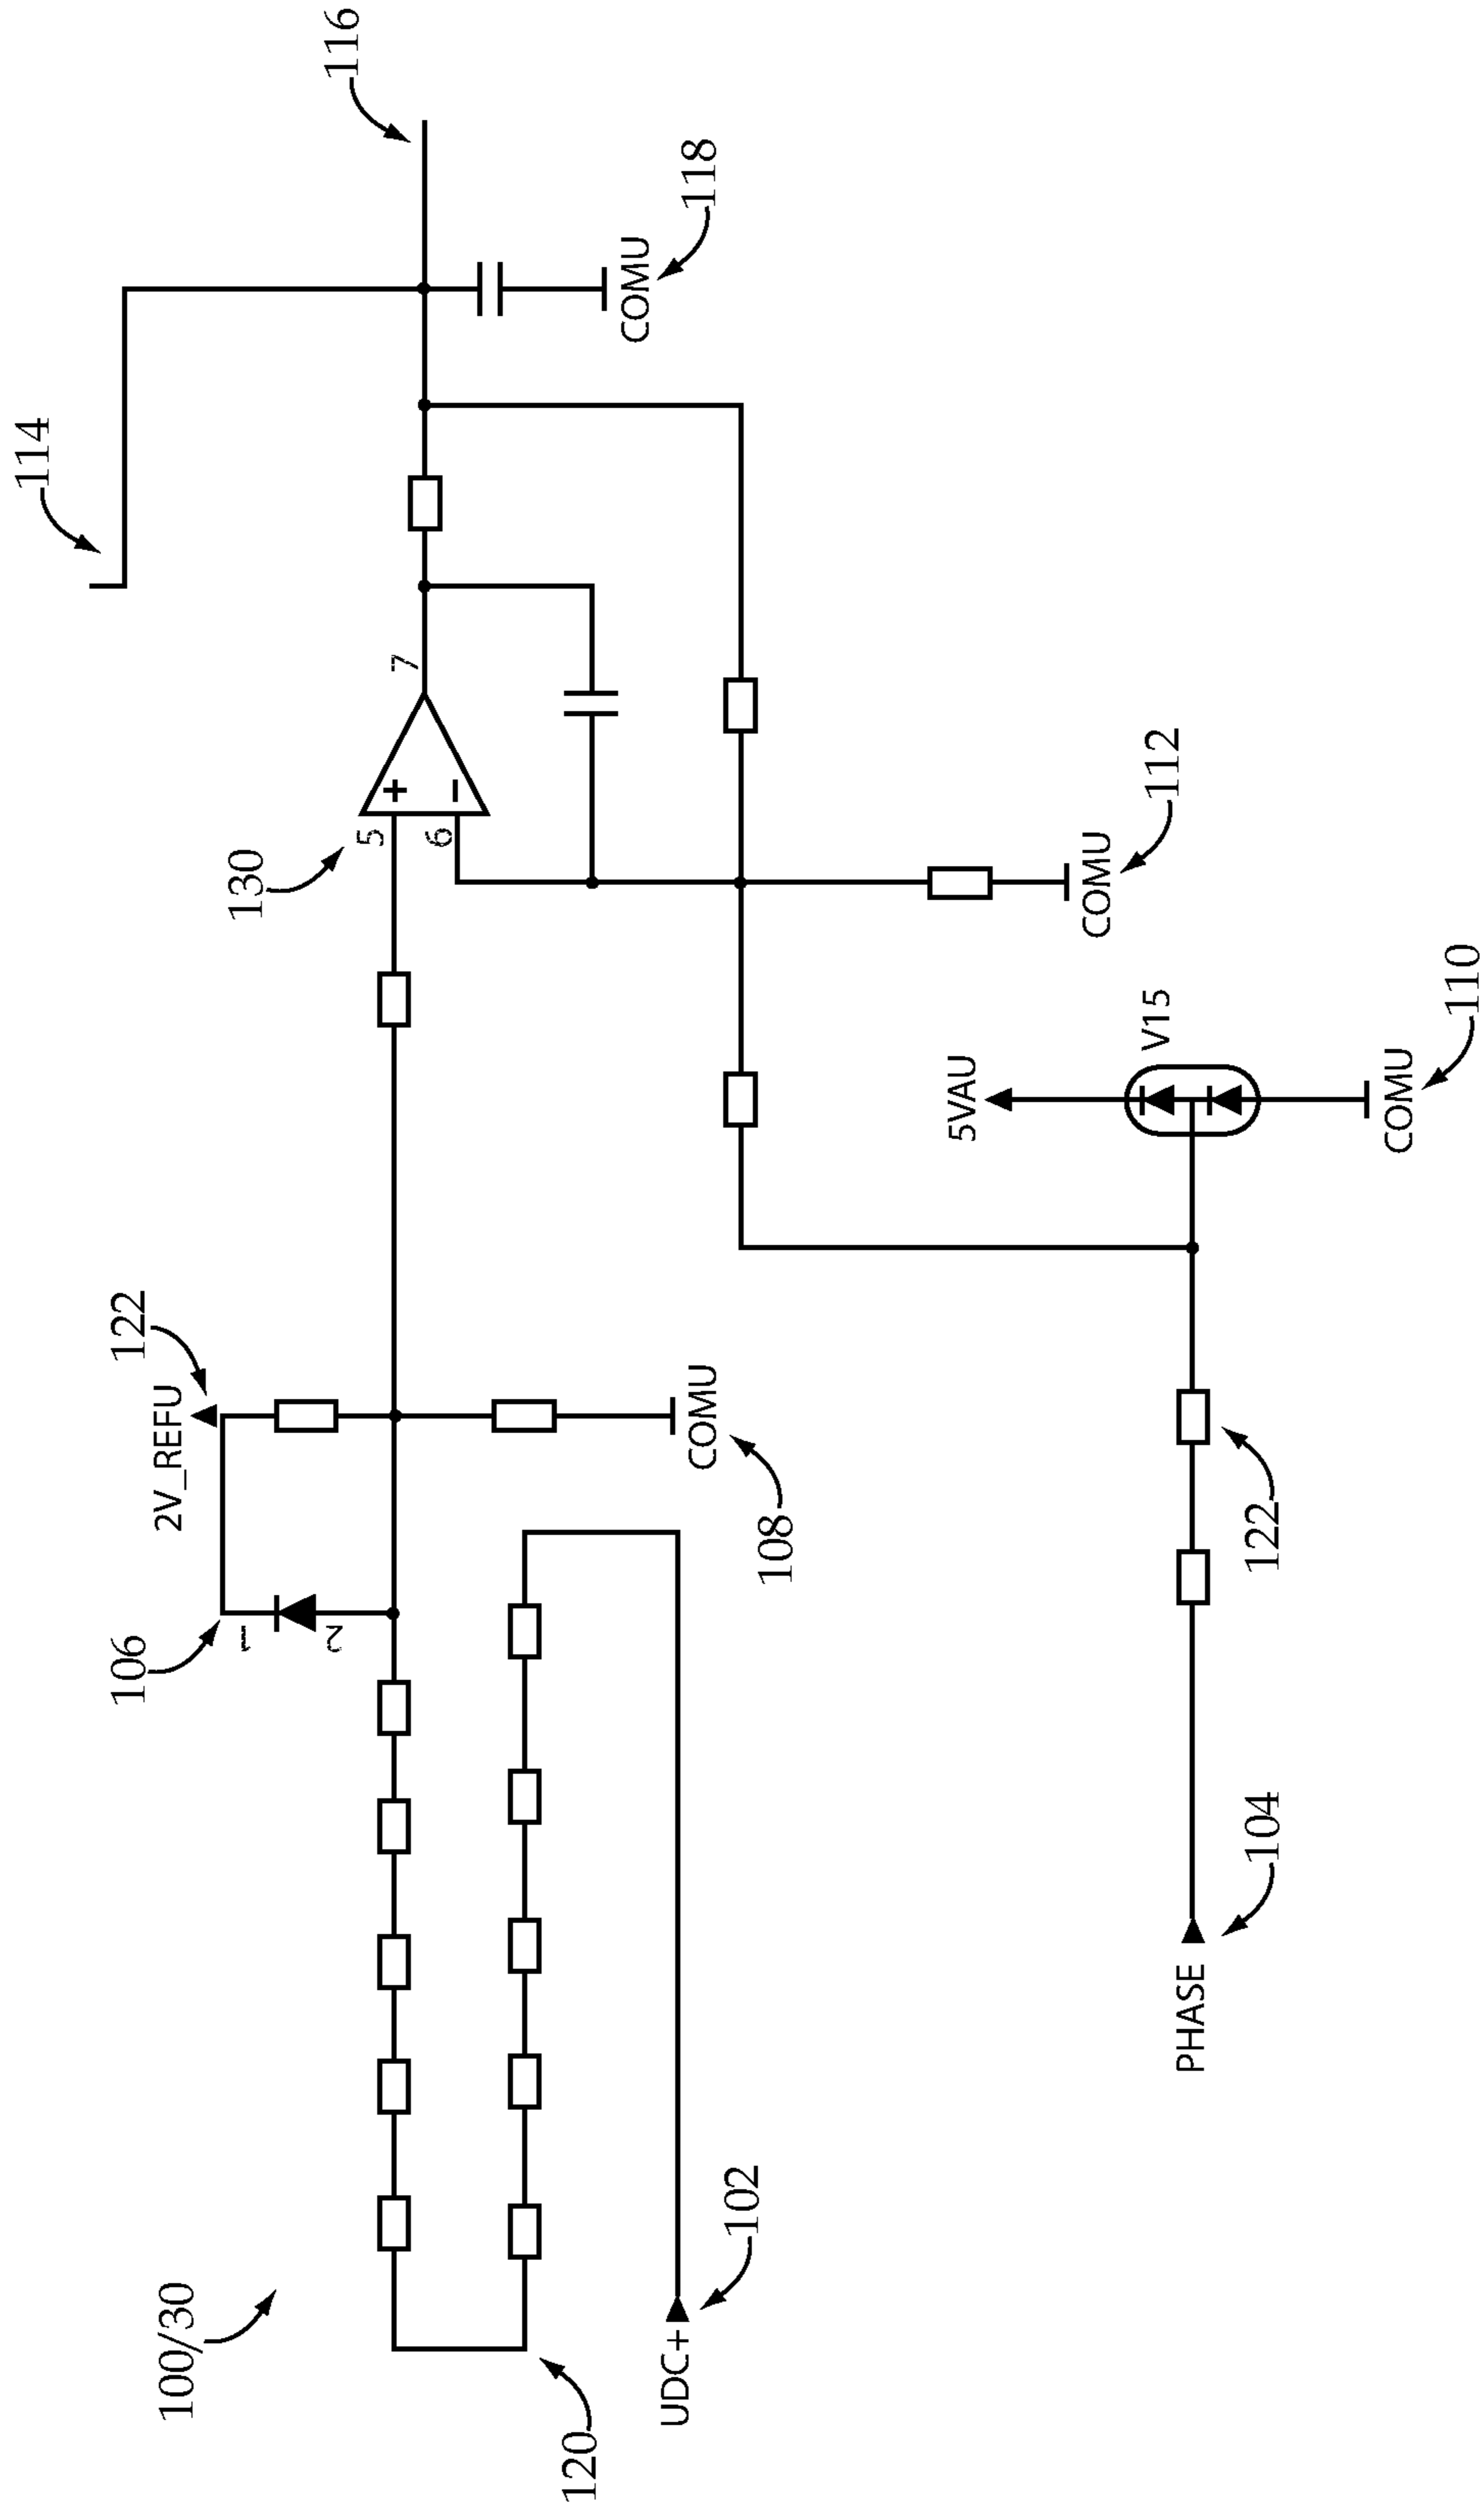 114
116
118
COMU
130
5
+
6
−
7
122
2V_REFU
106
1
2
COMU
108
COMU
112
5VAU
V15
COMU
110
100/30
120
UDC+
102
PHASE
104
122